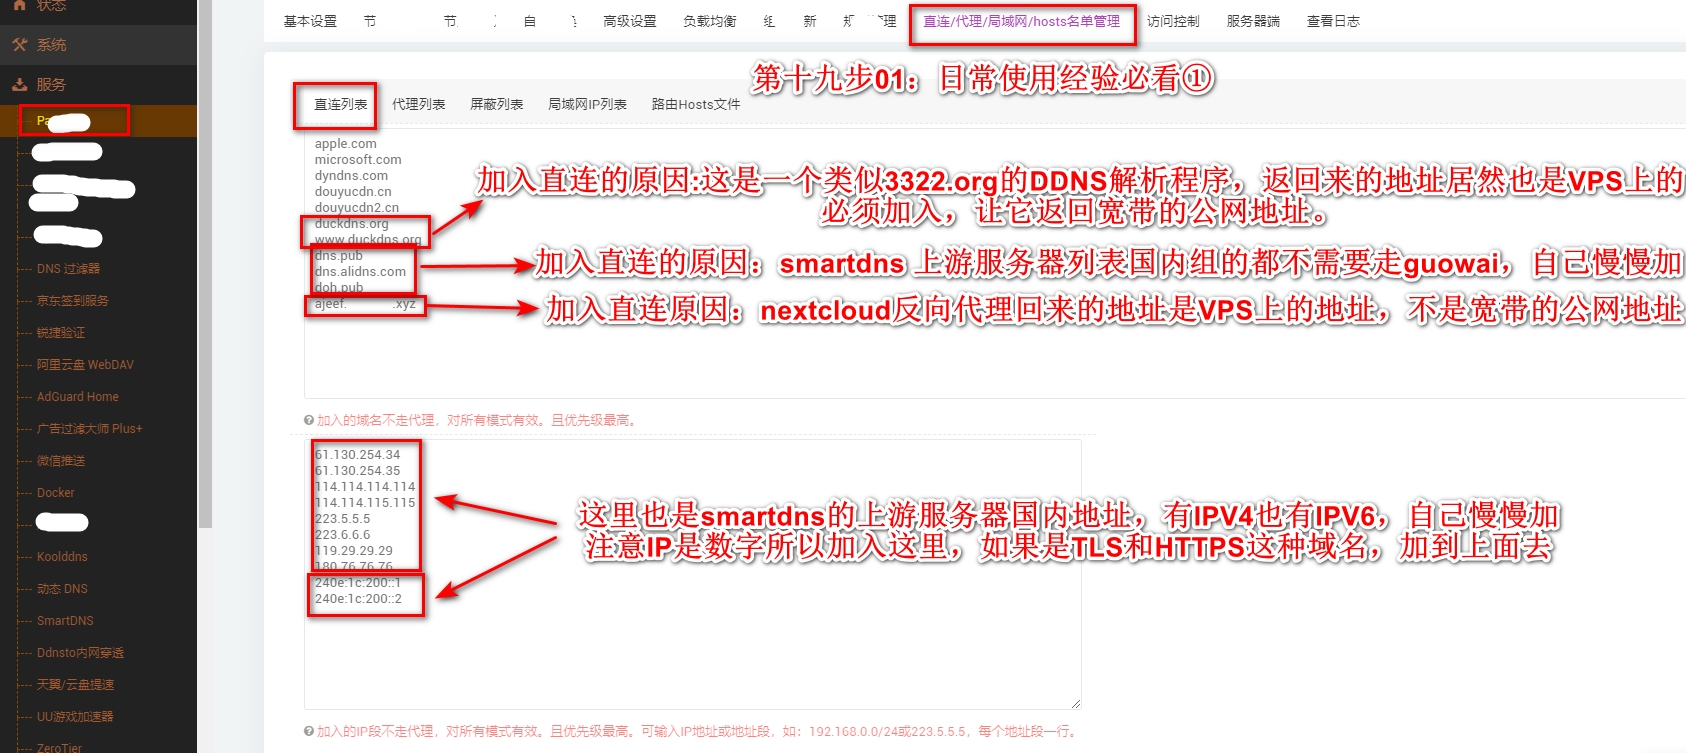 状态
系统
服务
Pa
DNS 过滤器
京东签到服务
锐捷验证
阿里云盘 WebDAV
AdGuard Home
广告过滤大师 Plus+
微信推送
Docker
Koolddns
动态 DNS
SmartDNS
Ddnsto内网穿透
天翼/云盘提速
UU游戏加速器
ZeroTier
基本设置 节 节 自 高级设置 负载均衡 组 新 规 管理 直连/代理/局域网/hosts名单管理 访问控制 服务器端 查看日志
第十九步01：日常使用经验必看①
直连列表 代理列表 屏蔽列表 局域网IP列表 路由Hosts文件
apple.com
microsoft.com
dyndns.com
douyucdn.cn
douyucdn2.cn
duckdns.org
www.duckdns.org
dns.pub
dns.alidns.com
doh.pub
ajeef. .xyz
加入直连的原因:这是一个类似3322.org的DDNS解析程序，返回来的地址居然也是VPS上的
必须加入，让它返回宽带的公网地址。
加入直连的原因：smartdns 上游服务器列表国内组的都不需要走guowai，自己慢慢加
加入直连原因：nextcloud反向代理回来的地址是VPS上的地址，不是宽带的公网地址
加入的域名不走代理，对所有模式有效。且优先级最高。
61.130.254.34
61.130.254.35
114.114.114.114
114.114.115.115
223.5.5.5
223.6.6.6
119.29.29.29
180.76.76.76
240e:1c:200::1
240e:1c:200::2
这里也是smartdns的上游服务器国内地址，有IPV4也有IPV6，自己慢慢加
注意IP是数字所以加入这里，如果是TLS和HTTPS这种域名，加到上面去
加入的IP段不走代理，对所有模式有效。且优先级最高。可输入IP地址或地址段，如：192.168.0.0/24或223.5.5.5，每个地址段一行。